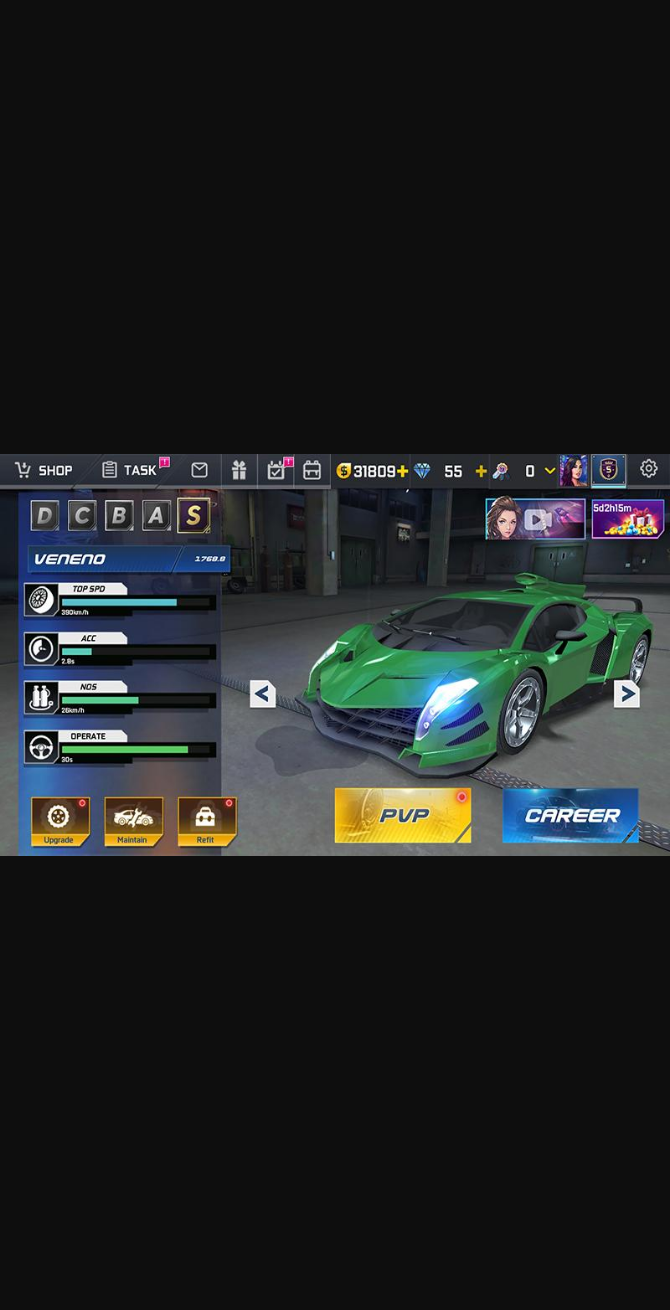 SHOP
TASK
31809
55
0
D C B A S
5d2h15m
VENENO 1768.8
TOP SPD
390km/h
ACC
2.8s
NOS
26km/h
OPERATE
30s
Upgrade
Maintain
Refit
PVP
CAREER